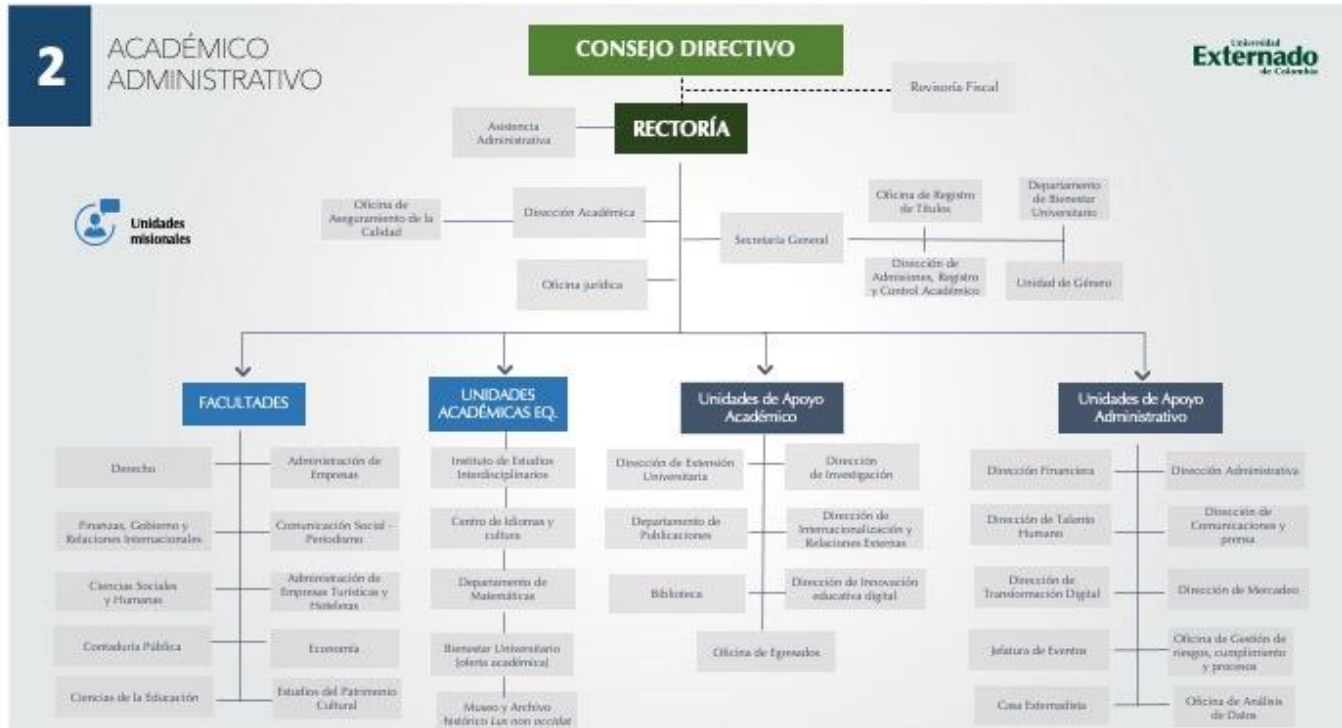 2
ACADÉMICO
ADMINISTRATIVO
CONSEJO DIRECTIVO
Universidad
Externado
de Colombia
Revisoría Fiscal
Asistencia
Administrativa
RECTORÍA
Unidades
misionales
Oficina de
Aseguramiento de la
Calidad
Dirección Académica
Oficina jurídica
Secretaría General
Oficina de Registro
de Títulos
Departamento
de Bienestar
Universitario
Dirección de
Admisiones, Registro
y Control Académico
Unidad de Género
FACULTADES
Derecho
Administración de
Empresas
Finanzas, Gobierno y
Relaciones Internacionales
Comunicación Social -
Periodismo
Ciencias Sociales
y Humanas
Administración de
Empresas Turísticas y
Hoteleras
Contaduría Pública
Economía
Ciencias de la Educación
Estudios del Patrimonio
Cultural
UNIDADES
ACADÉMICAS EQ.
Instituto de Estudios
Interdisciplinarios
Centro de Idiomas y
cultura
Departamento de
Matemáticas
Bienestar Universitario
(oferta académica)
Museo y Archivo
histórico Lux non occidat
Unidades de Apoyo
Académico
Dirección de Extensión
Universitaria
Dirección
de Investigación
Departamento de
Publicaciones
Dirección de
Internacionalización y
Relaciones Externas
Biblioteca
Dirección de Innovación
educativa digital
Oficina de Egresados
Unidades de Apoyo
Administrativo
Dirección Financiera
Dirección Administrativa
Dirección de Talento
Humano
Dirección de
Comunicaciones y
prensa
Dirección de
Transformación Digital
Dirección de Mercadeo
Jefatura de Eventos
Oficina de Gestión de
riesgos, cumplimiento
y procesos
Casa Externadista
Oficina de Análisis
de Datos